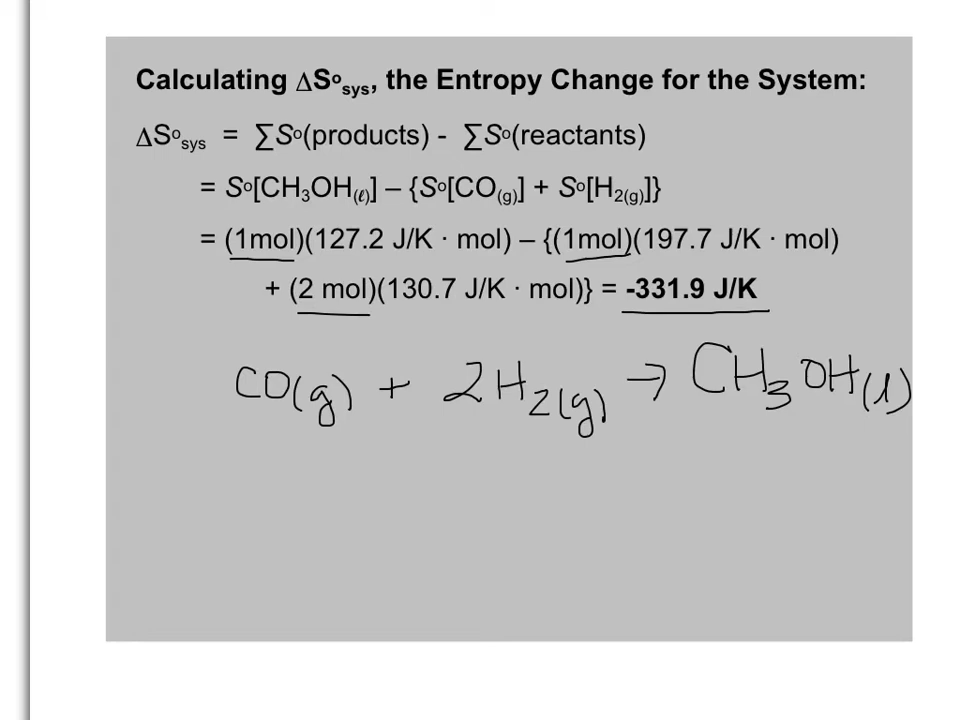 Calculating ΔS°sys, the Entropy Change for the System:
ΔS°sys = ∑S°(products) - ∑S°(reactants)
= S°[CH₃OH(ℓ)] – {S°[CO(g)] + S°[H₂(g)]}
= (1mol)(127.2 J/K · mol) – {(1mol)(197.7 J/K · mol)
+ (2 mol)(130.7 J/K · mol)} = -331.9 J/K
CO(g) + 2H₂(g) → CH₃OH(l)